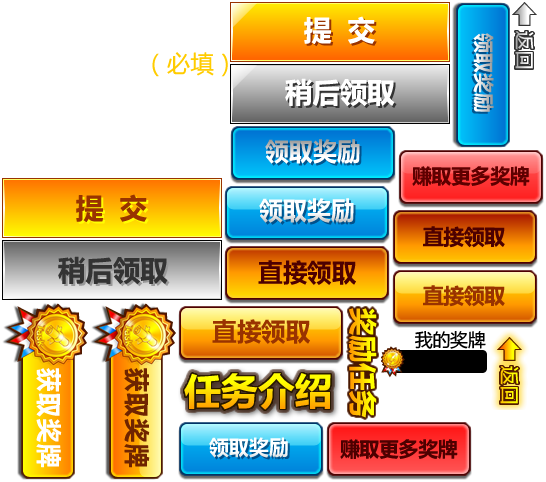 提 交
返回
领取奖励
（必填）
稍后领取
领取奖励
赚取更多奖牌
提 交
领取奖励
直接领取
稍后领取
直接领取
直接领取
获取奖牌
获取奖牌
直接领取
奖励任务
我的奖牌
返回
任务介绍
领取奖励
赚取更多奖牌